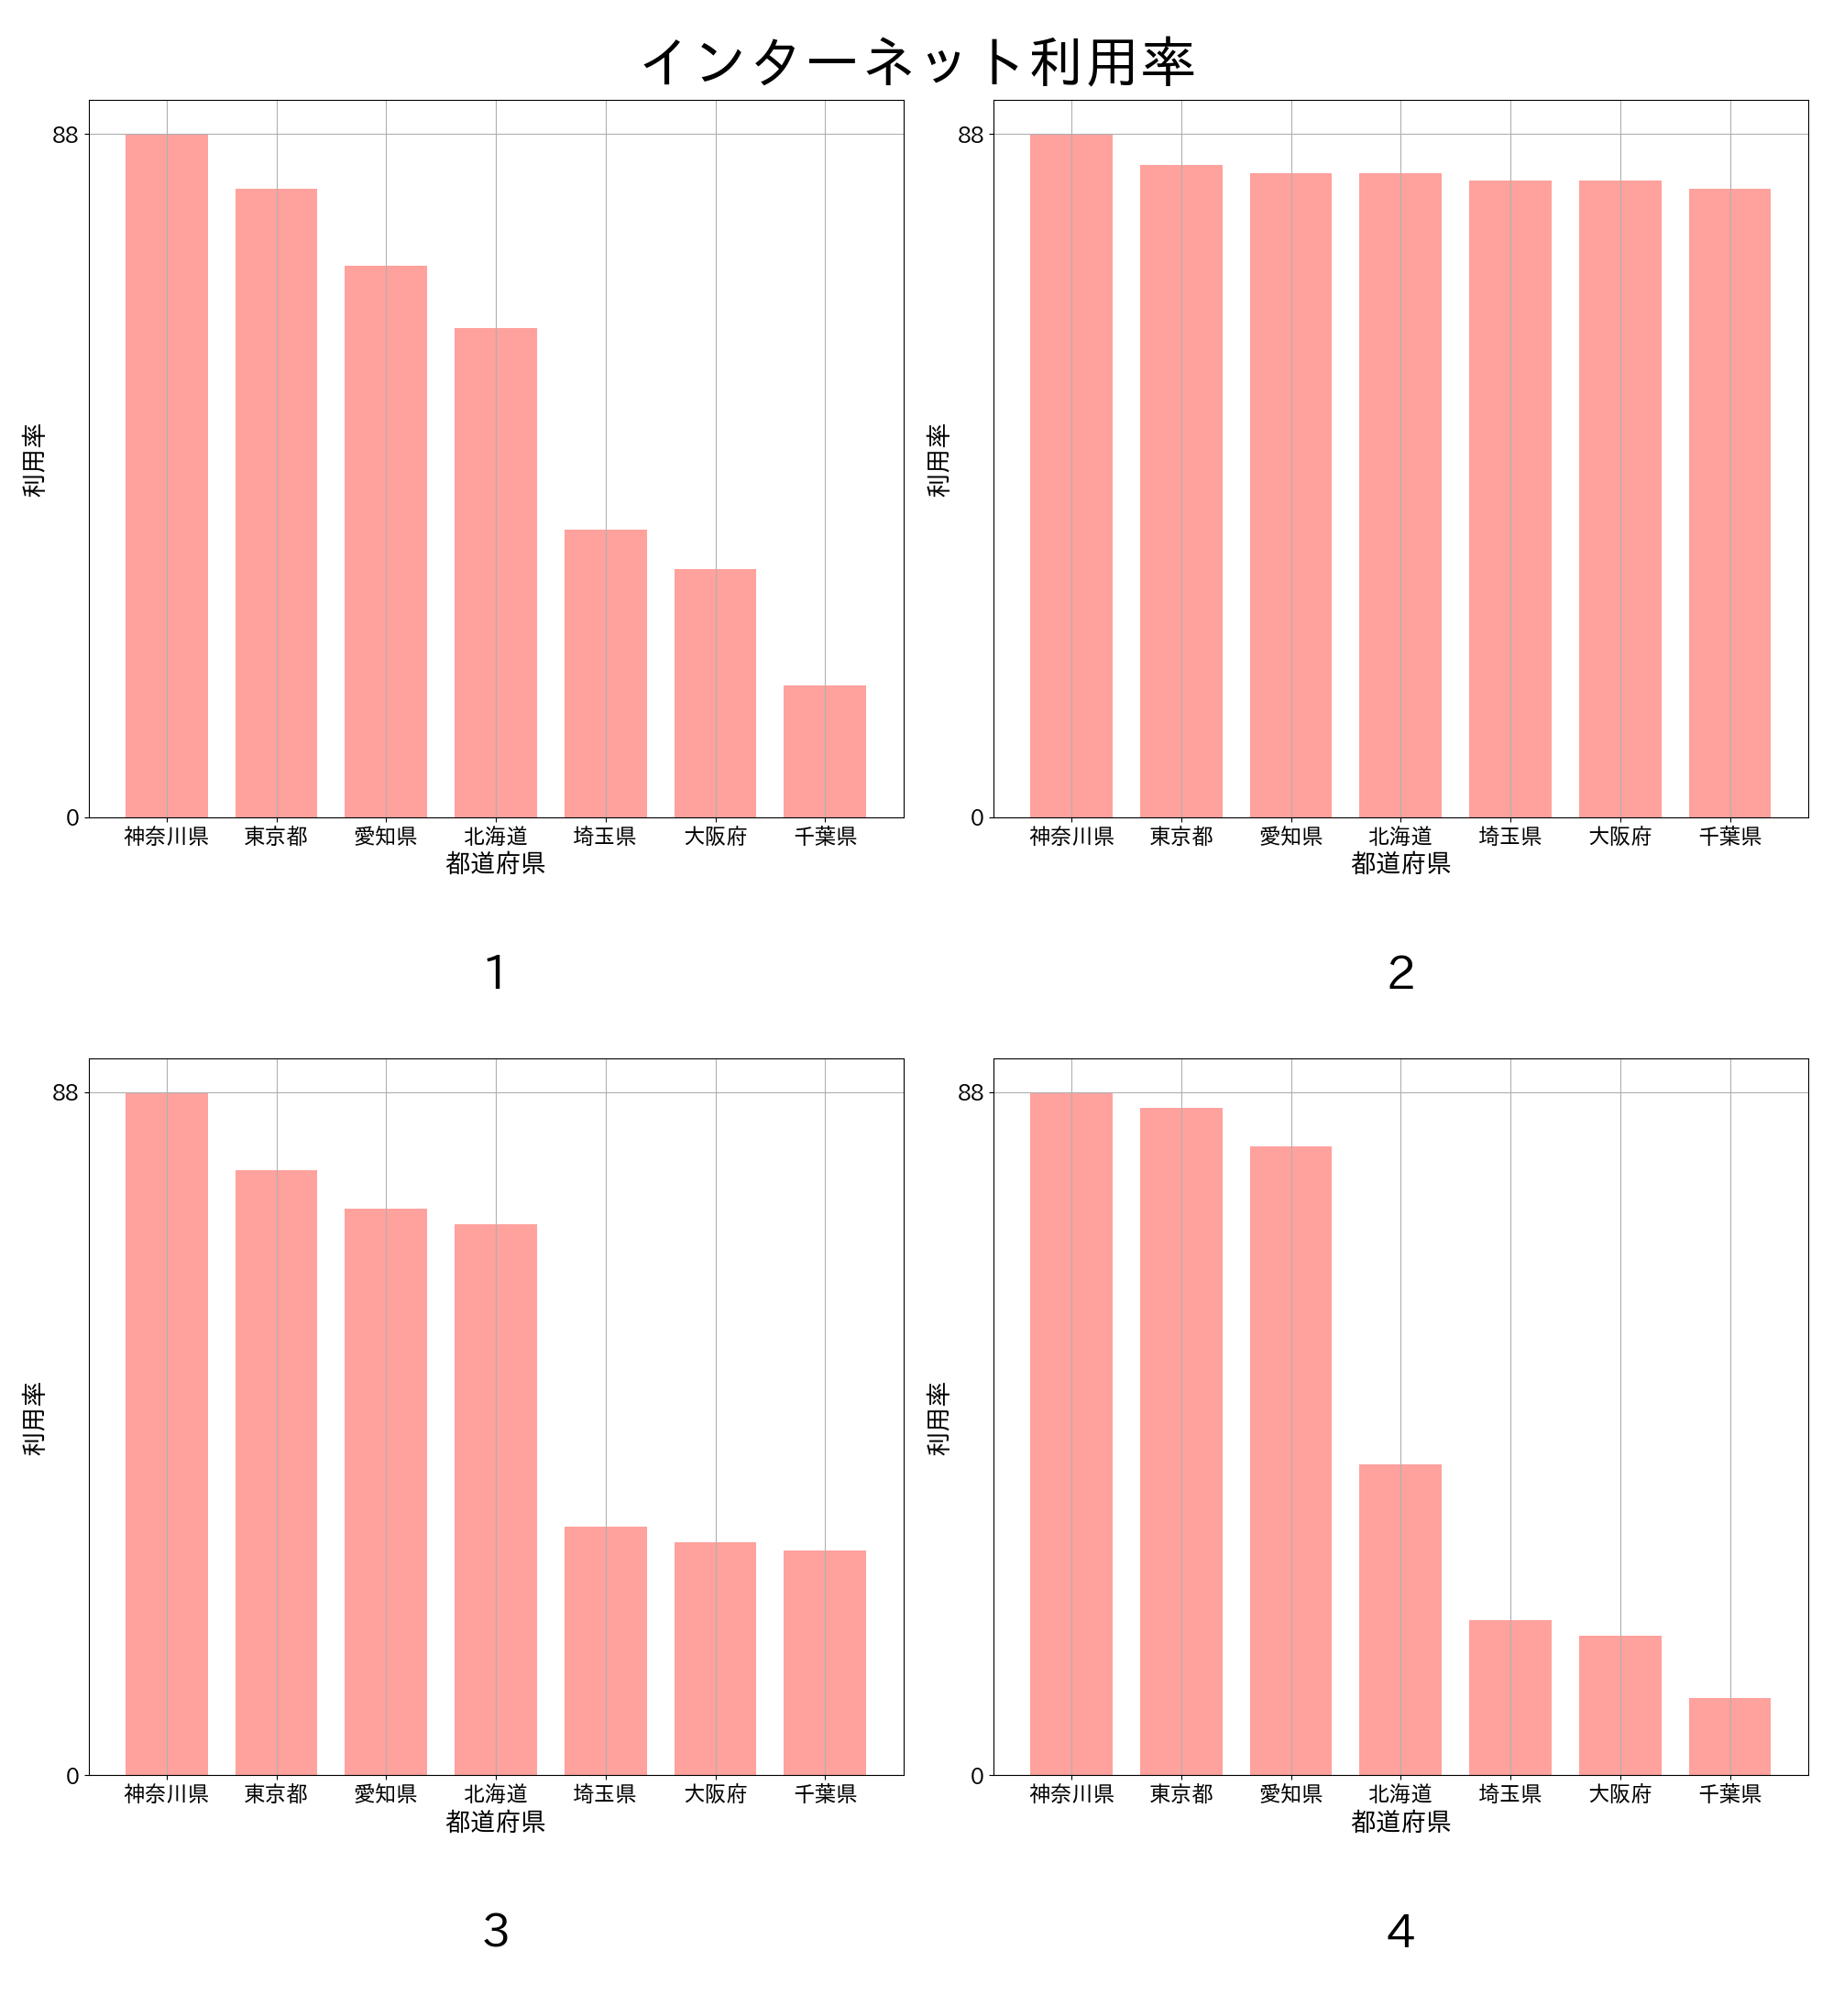 インターネット利用率
88
0
利用率
神奈川県 東京都 愛知県 北海道 埼玉県 大阪府 千葉県
都道府県
1
88
0
利用率
神奈川県 東京都 愛知県 北海道 埼玉県 大阪府 千葉県
都道府県
2
88
0
利用率
神奈川県 東京都 愛知県 北海道 埼玉県 大阪府 千葉県
都道府県
3
88
0
利用率
神奈川県 東京都 愛知県 北海道 埼玉県 大阪府 千葉県
都道府県
4